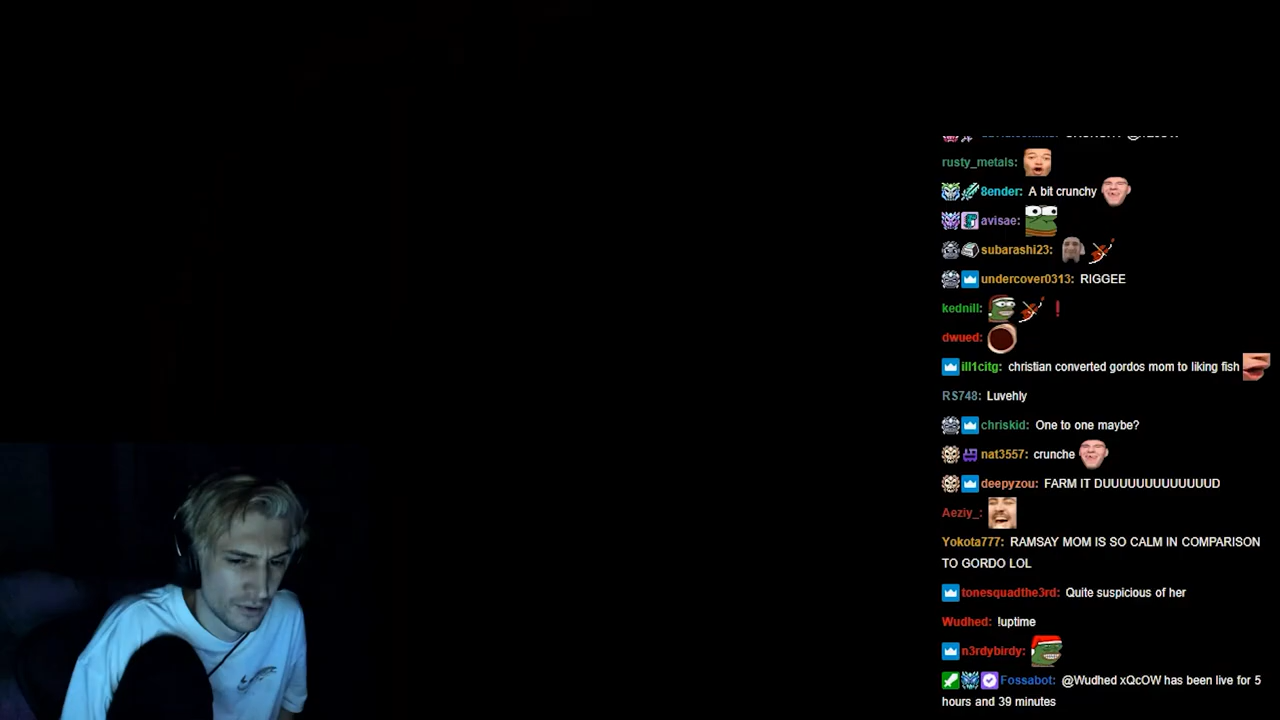 rusty_metals:
8ender: A bit crunchy
avisae:
subarashi23:
undercover0313: RIGGEE
kednill:
dwued:
ill1citg: christian converted gordos mom to liking fish
RS748: Luvehly
chriskid: One to one maybe?
nat3557: crunche
deepyzou: FARM IT DUUUUUUUUUUUUD
Aeziy_:
Yokota777: RAMSAY MOM IS SO CALM IN COMPARISON
TO GORDO LOL
tonesquadthe3rd: Quite suspicious of her
Wudhed: !uptime
n3rdybirdy:
Fossabot: @Wudhed xQcOW has been live for 5
hours and 39 minutes